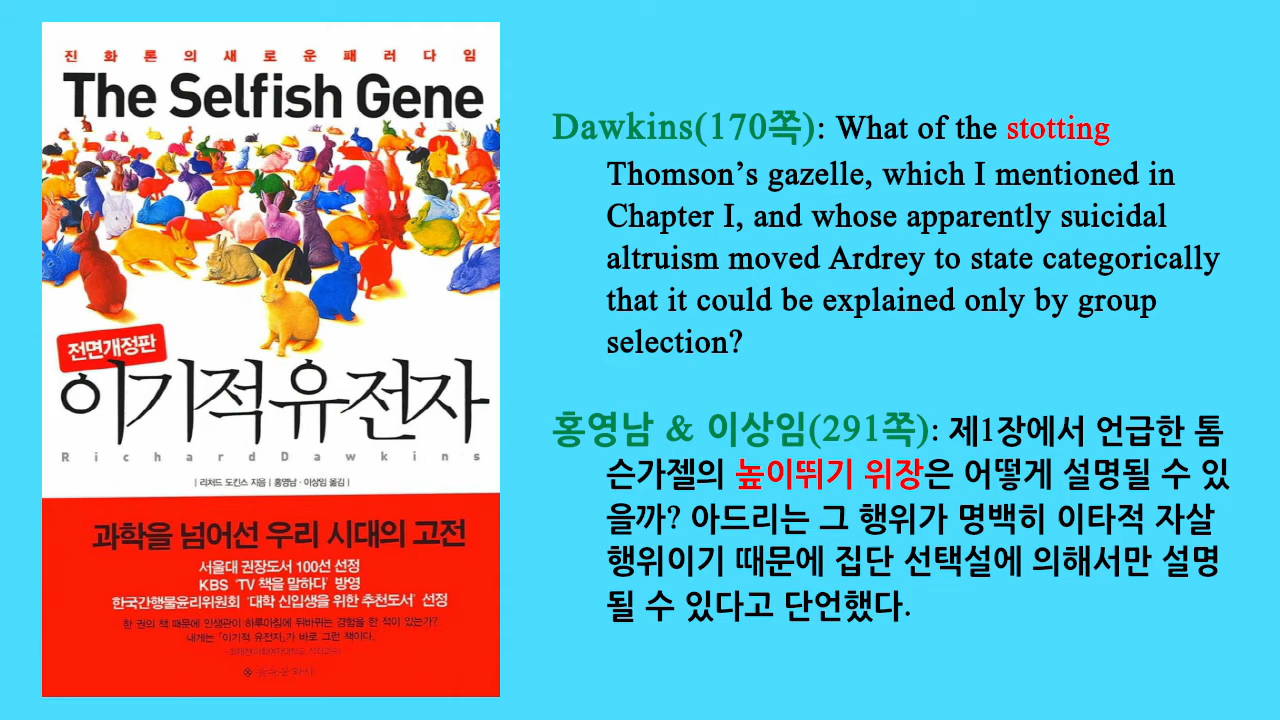 진화론의새로운패러다임
The Selfish Gene
전면개정판
이기적 유전자
Richard Dawkins
| 리처드 도킨스 지음 | 홍영남 · 이상임 옮김 |
과학을 넘어선 우리 시대의 고전
서울대 권장도서 100선 선정
KBS 'TV 책을 말하다' 방영
한국간행물윤리위원회 '대학 신입생을 위한 추천도서' 선정
한 권의 책 때문에 인생관이 하루아침에 뒤바뀌는 경험을 한 적이 있는가?
내게는 「이기적 유전자」가 바로 그런 책이다.
Dawkins(170쪽): What of the stotting
Thomson’s gazelle, which I mentioned in
Chapter I, and whose apparently suicidal
altruism moved Ardrey to state categorically
that it could be explained only by group
selection?
홍영남 & 이상임(291쪽): 제1장에서 언급한 톰
슨가젤의 높이뛰기 위장은 어떻게 설명될 수 있
을까? 아드리는 그 행위가 명백히 이타적 자살
행위이기 때문에 집단 선택설에 의해서만 설명
될 수 있다고 단언했다.